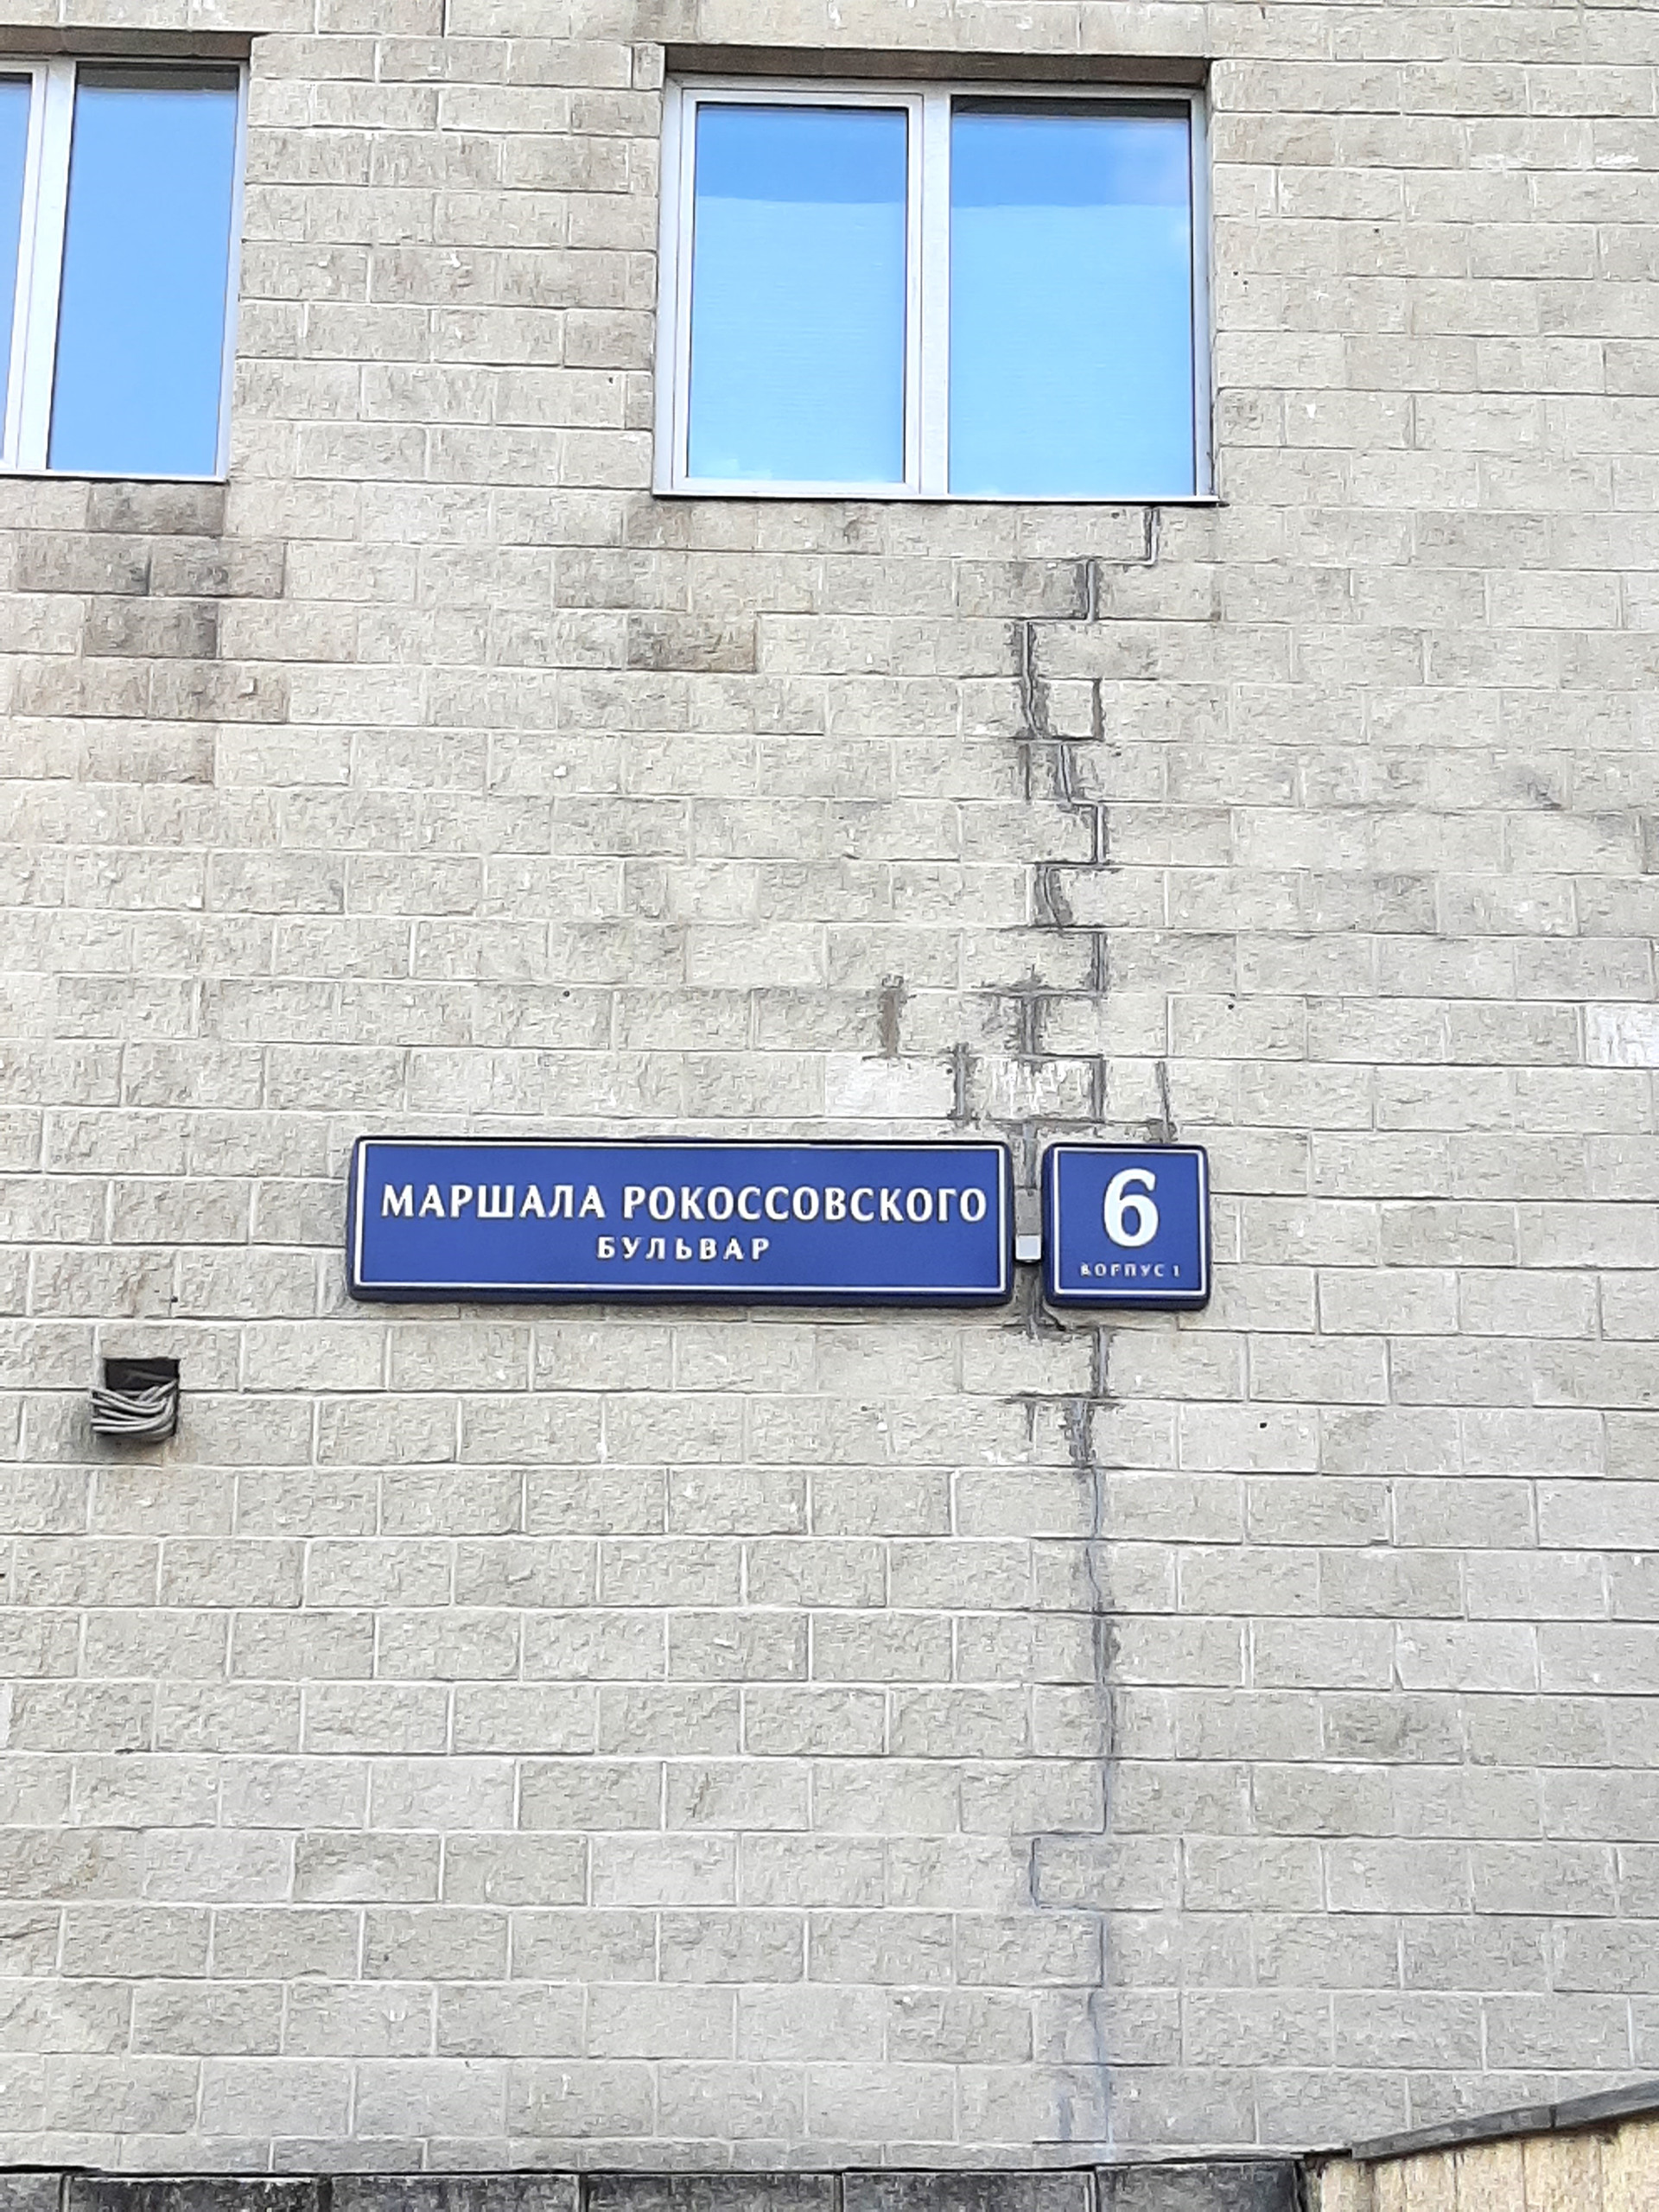 МАРШАЛА РОКОССОВСКОГО
БУЛЬВАР
6
КОРПУС 1